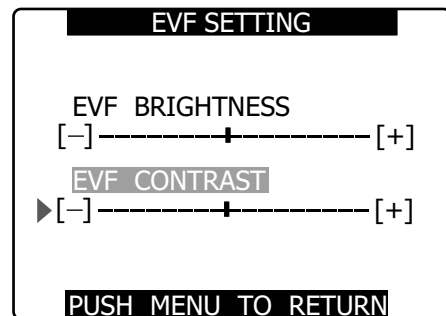 EVF SETTING
EVF BRIGHTNESS
[–] [+]
EVF CONTRAST
[–] [+]
PUSH MENU TO RETURN